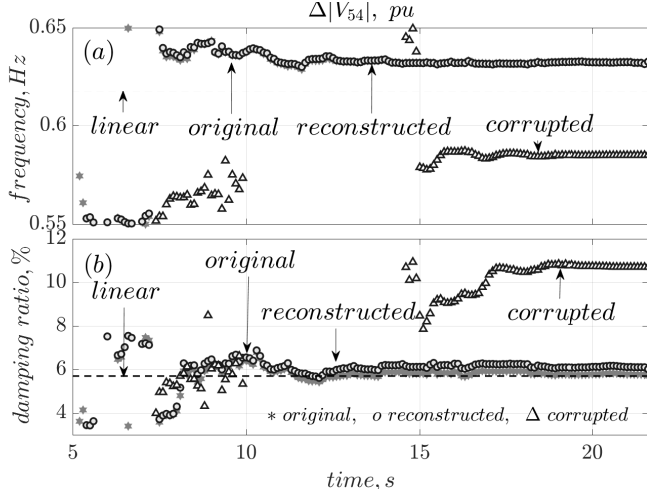 Δ|V54|, pu
0.65
(a)
frequency, Hz
0.6
linear original reconstructed corrupted
0.55
12
(b)
original
damping ratio, %
linear
10
reconstructed corrupted
8
6
4
* original, o reconstructed, Δ corrupted
5 10 15 20
time, s